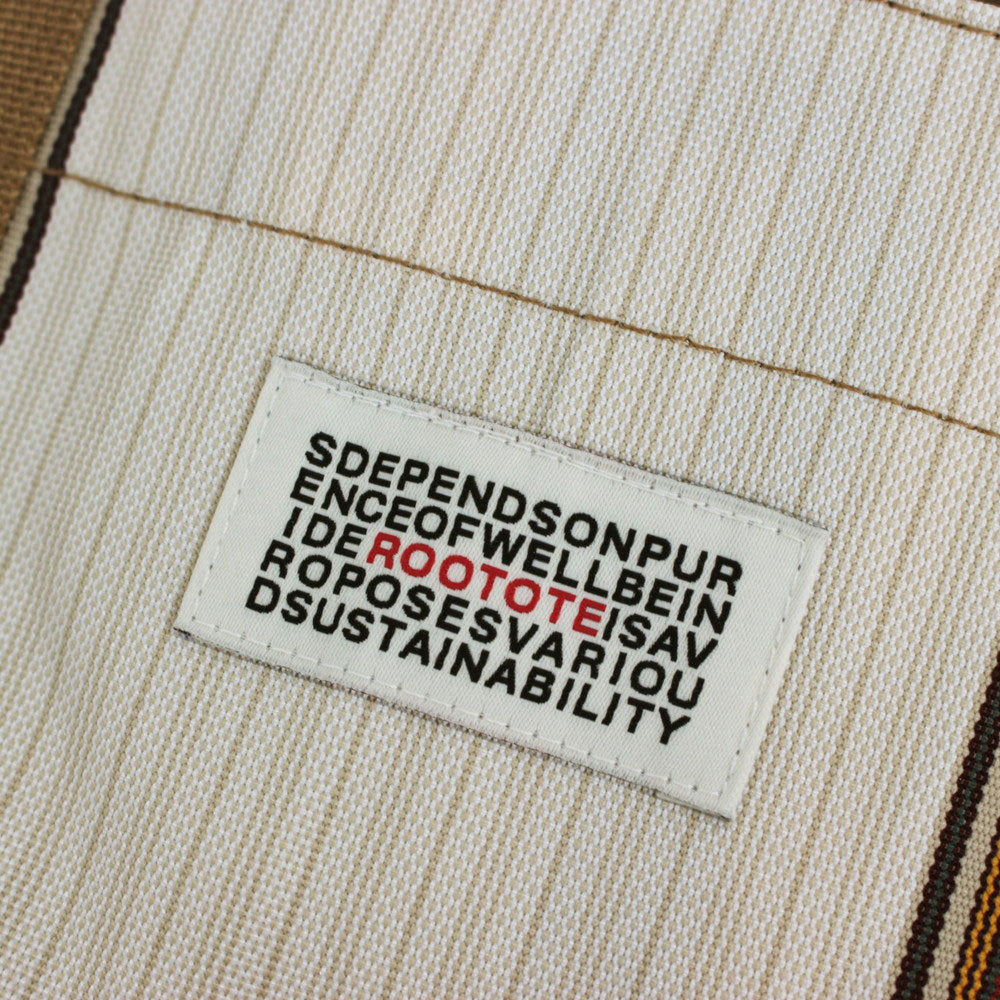 SDEPENDSONPUR
ENCEOFWELLBEIN
IDEROOTOTEISAV
ROPOSESVARIOU
DSUSTAINABILITY